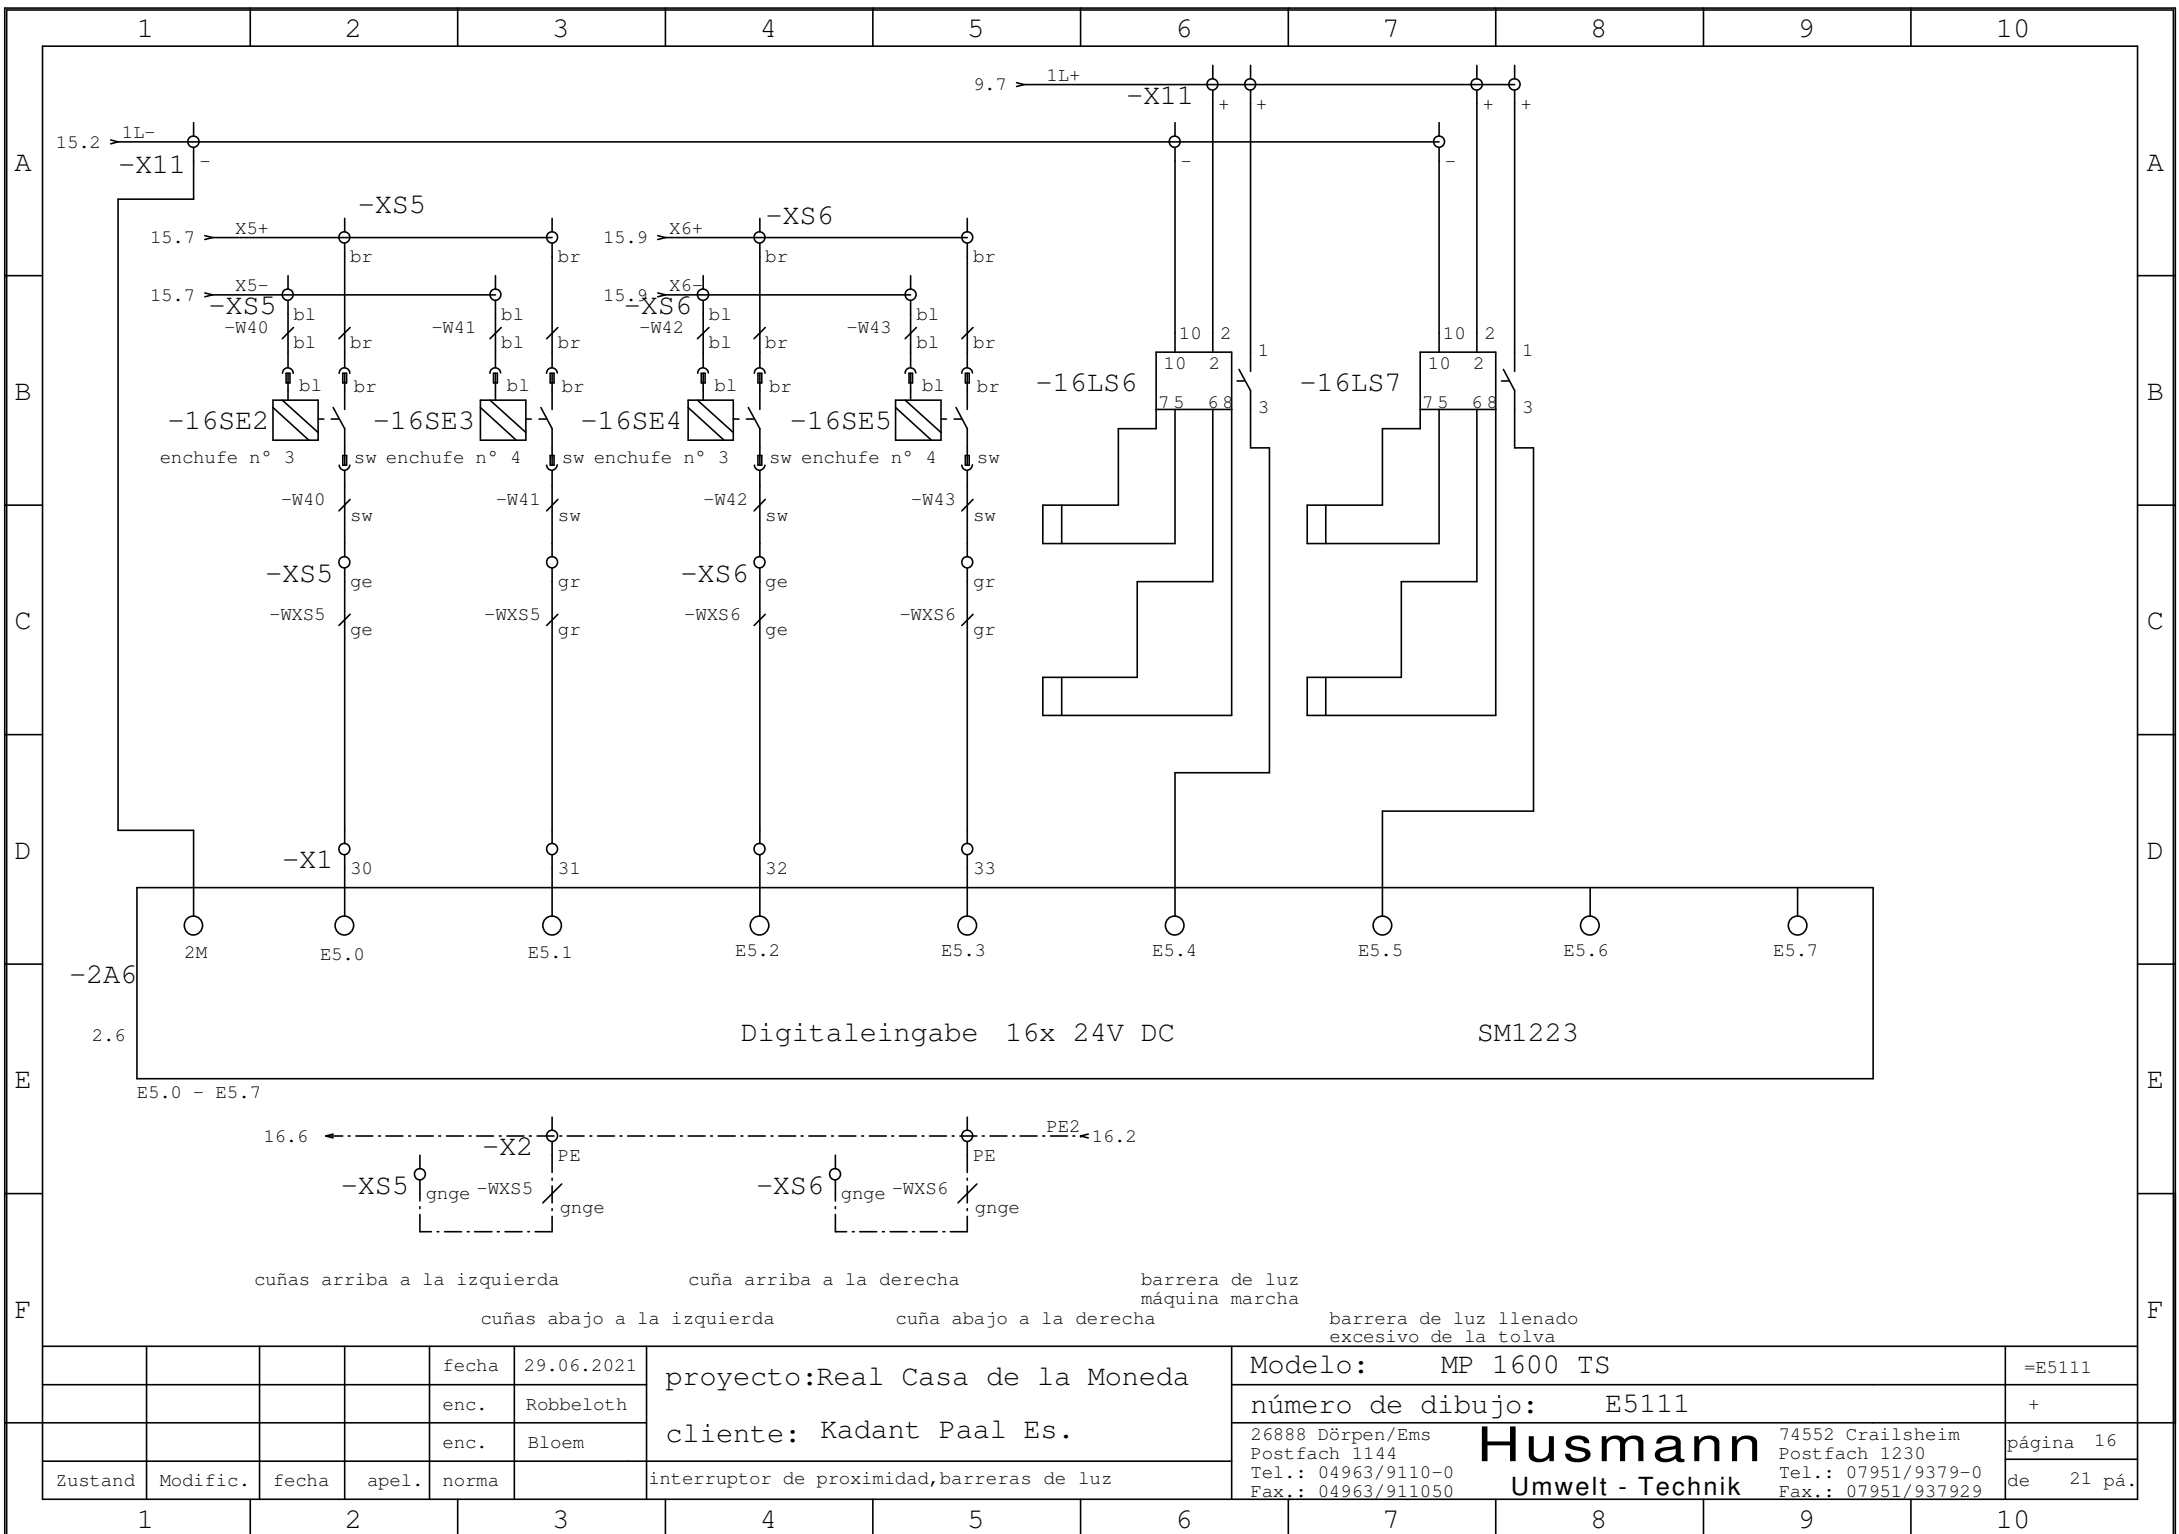 1 2 3 4 5 6 7 8 9 10
9.7 1L+
-X11 + + + +
15.2 1L-
A -X11 - - - A
-XS5 -XS6
15.7 X5+ 15.9 X6+
br br br br
15.7 X5- 15.9 X6-
-XS5 bl bl -XS6 bl bl
-W40 -W41 -W42 -W43
bl br bl br bl br bl br
10 2 1 10 2 1
10 2 10 2
B bl br bl br bl br bl br -16LS6 -16LS7 B
7 5 6 8 3 7 5 6 8 3
-16SE2 -16SE3 -16SE4 -16SE5
enchufe n° 3 sw enchufe n° 4 sw enchufe n° 3 sw enchufe n° 4 sw
-W40 -W41 -W42 -W43
sw sw sw sw
-XS5 ge gr -XS6 ge gr
C -WXS5 -WXS5 -WXS6 -WXS6 C
ge gr ge gr
D -X1 30 31 32 33 D
2M E5.0 E5.1 E5.2 E5.3 E5.4 E5.5 E5.6 E5.7
-2A6
2.6 Digitaleingabe 16x 24V DC SM1223
E E
E5.0 - E5.7
16.6 -X2 PE PE PE2 16.2
-XS5 gnge -WXS5 gnge -XS6 gnge -WXS6 gnge
cuñas arriba a la izquierda cuña arriba a la derecha barrera de luz
máquina marcha
F cuñas abajo a la izquierda cuña abajo a la derecha barrera de luz llenado F
excesivo de la tolva
fecha 29.06.2021
enc. Robbeloth
enc. Bloem
Zustand Modific. fecha apel. norma
proyecto:Real Casa de la Moneda
cliente: Kadant Paal Es.
interruptor de proximidad,barreras de luz
Modelo: MP 1600 TS =E5111
número de dibujo: E5111 +
26888 Dörpen/Ems
Postfach 1144
Tel.: 04963/9110-0
Fax.: 04963/911050
Husmann
Umwelt - Technik
74552 Crailsheim
Postfach 1230
Tel.: 07951/9379-0
Fax.: 07951/937929
página 16
de 21 pá.
1 2 3 4 5 6 7 8 9 10